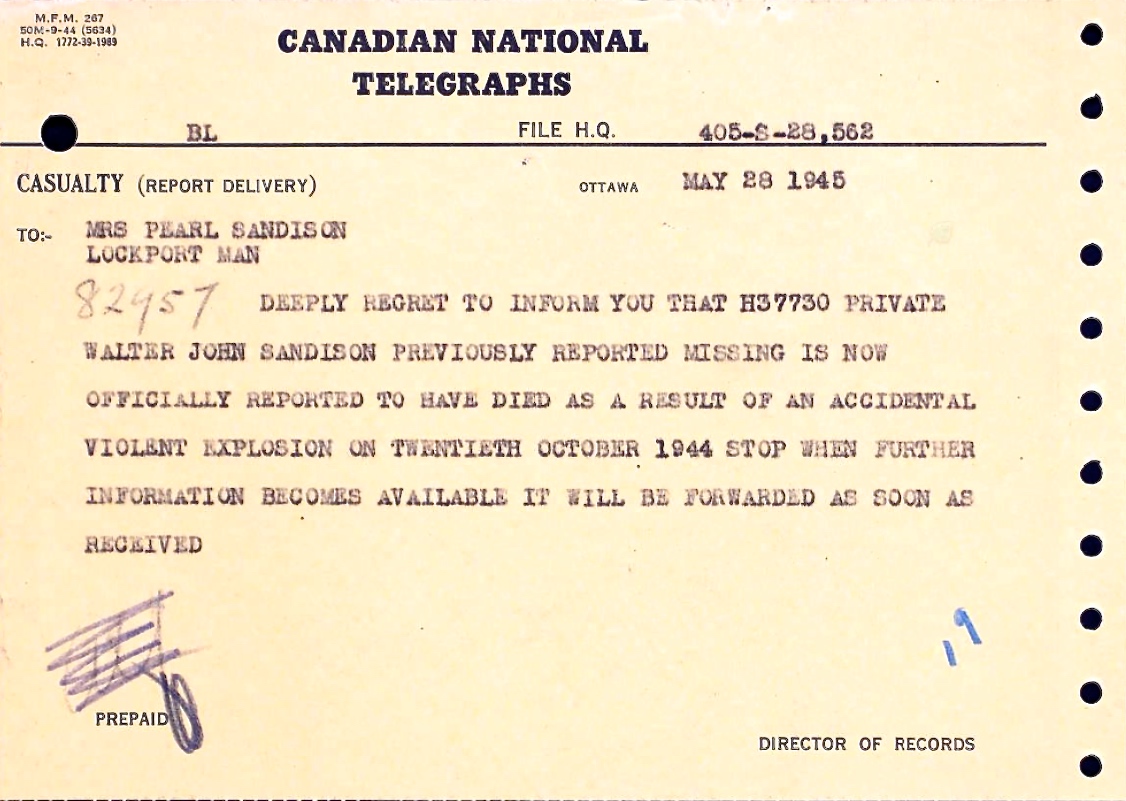 M.F.M. 267
50M-9-44 (5634)
H.Q. 1772-39-1989
CANADIAN NATIONAL
TELEGRAPHS
BL FILE H.Q. 405-S-28,562
CASUALTY (REPORT DELIVERY) OTTAWA MAY 28 1945
TO:- MRS PEARL SANDISON
LOCKPORT MAN
82957 DEEPLY REGRET TO INFORM YOU THAT H37730 PRIVATE
WALTER JOHN SANDISON PREVIOUSLY REPORTED MISSING IS NOW
OFFICIALLY REPORTED TO HAVE DIED AS A RESULT OF AN ACCIDENTAL
VIOLENT EXPLOSION ON TWENTIETH OCTOBER 1944 STOP WHEN FURTHER
INFORMATION BECOMES AVAILABLE IT WILL BE FORWARDED AS SOON AS
RECEIVED
PREPAID
DIRECTOR OF RECORDS